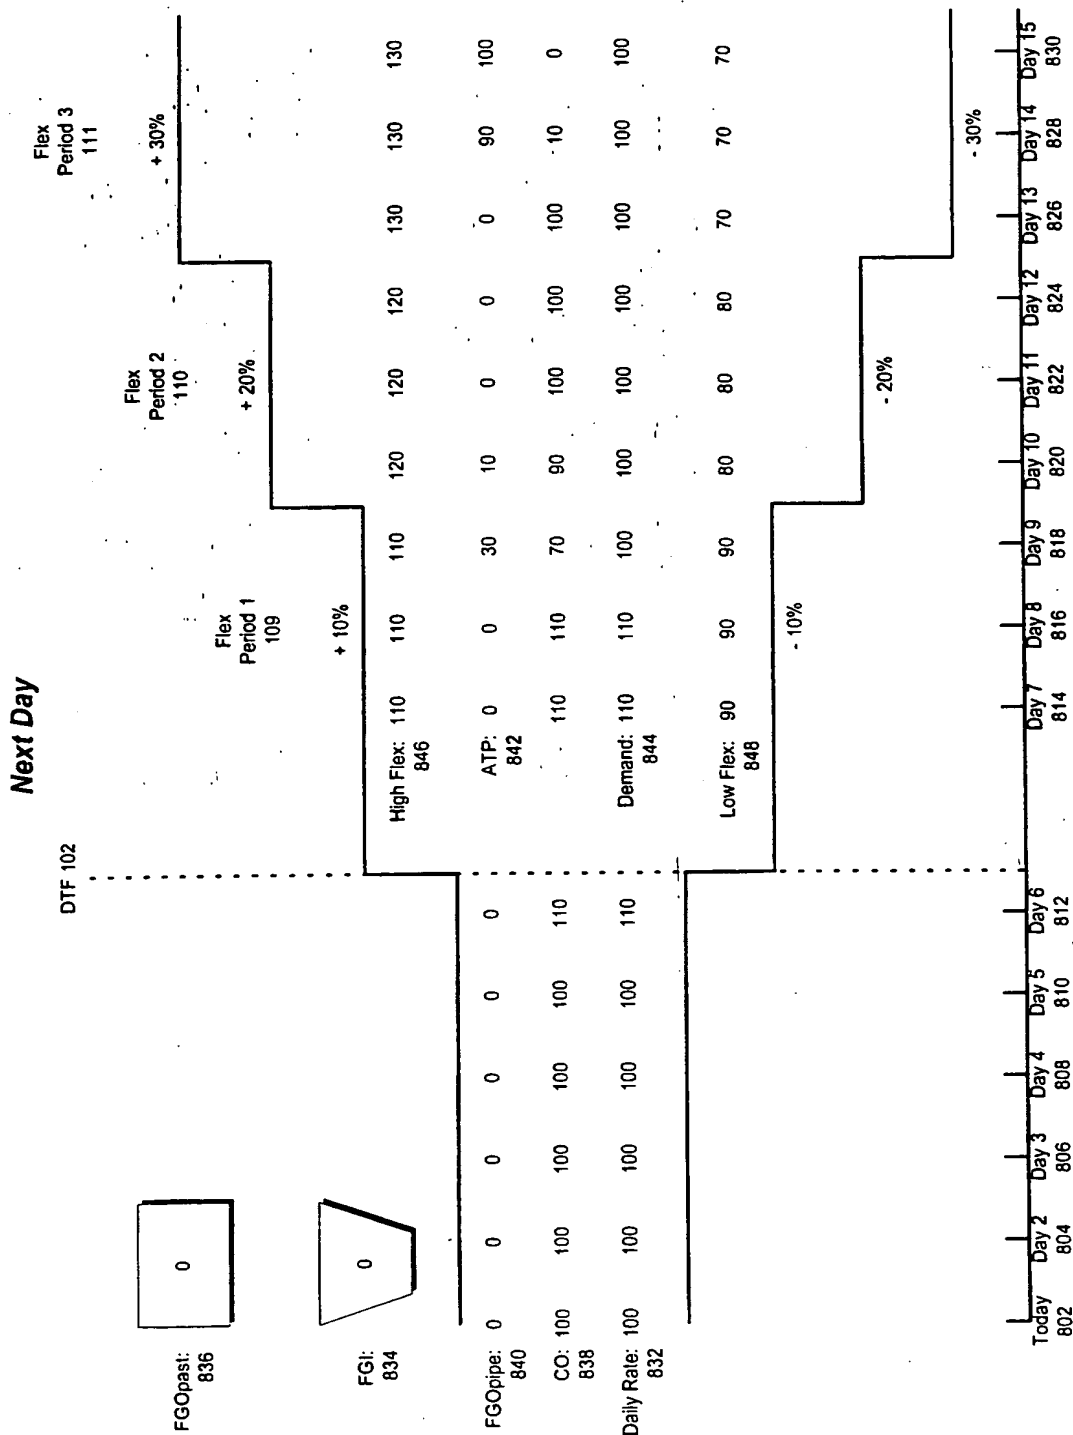 Next Day
Flex
Period 3
111
Flex
Period 2
110
+ 30%
Flex
Period 1
109
+ 20%
DTF 102
+ 10%
FGOpast:
836
0
FGI:
834
0
High Flex: 110 110 110 120 120 120 130 130 130
846
FGOpipe: 0 0 0 0 0 0
840
ATP: 0 0 30 10 0 0 0 90 100
842
CO: 100 100 100 100 100 110 110 110 70 90 100 100 100 10 0
838
Daily Rate: 100 100 100 100 100 110
832
Demand: 110 110 100 100 100 100 100 100 100
844
Low Flex: 90 90 90 80 80 80 70 70 70
848
- 10%
- 20%
- 30%
Today Day 2 Day 3 Day 4 Day 5 Day 6 Day 7 Day 8 Day 9 Day 10 Day 11 Day 12 Day 13 Day 14 Day 15
802 804 806 808 810 812 814 816 818 820 822 824 826 828 830